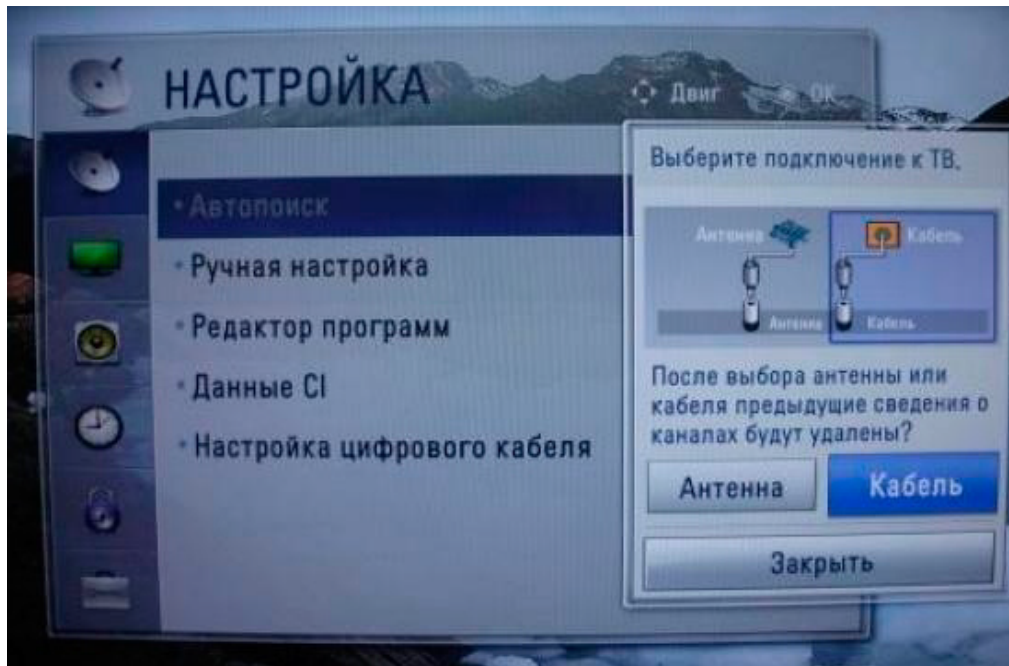 НАСТРОЙКА
Двиг
ОК
• Автопоиск
• Ручная настройка
• Редактор программ
• Данные CI
• Настройка цифрового кабеля
Выберите подключение к ТВ.
Антенна
Кабель
Антенна
Кабель
После выбора антенны или
кабеля предыдущие сведения о
каналах будут удалены?
Антенна
Кабель
Закрыть